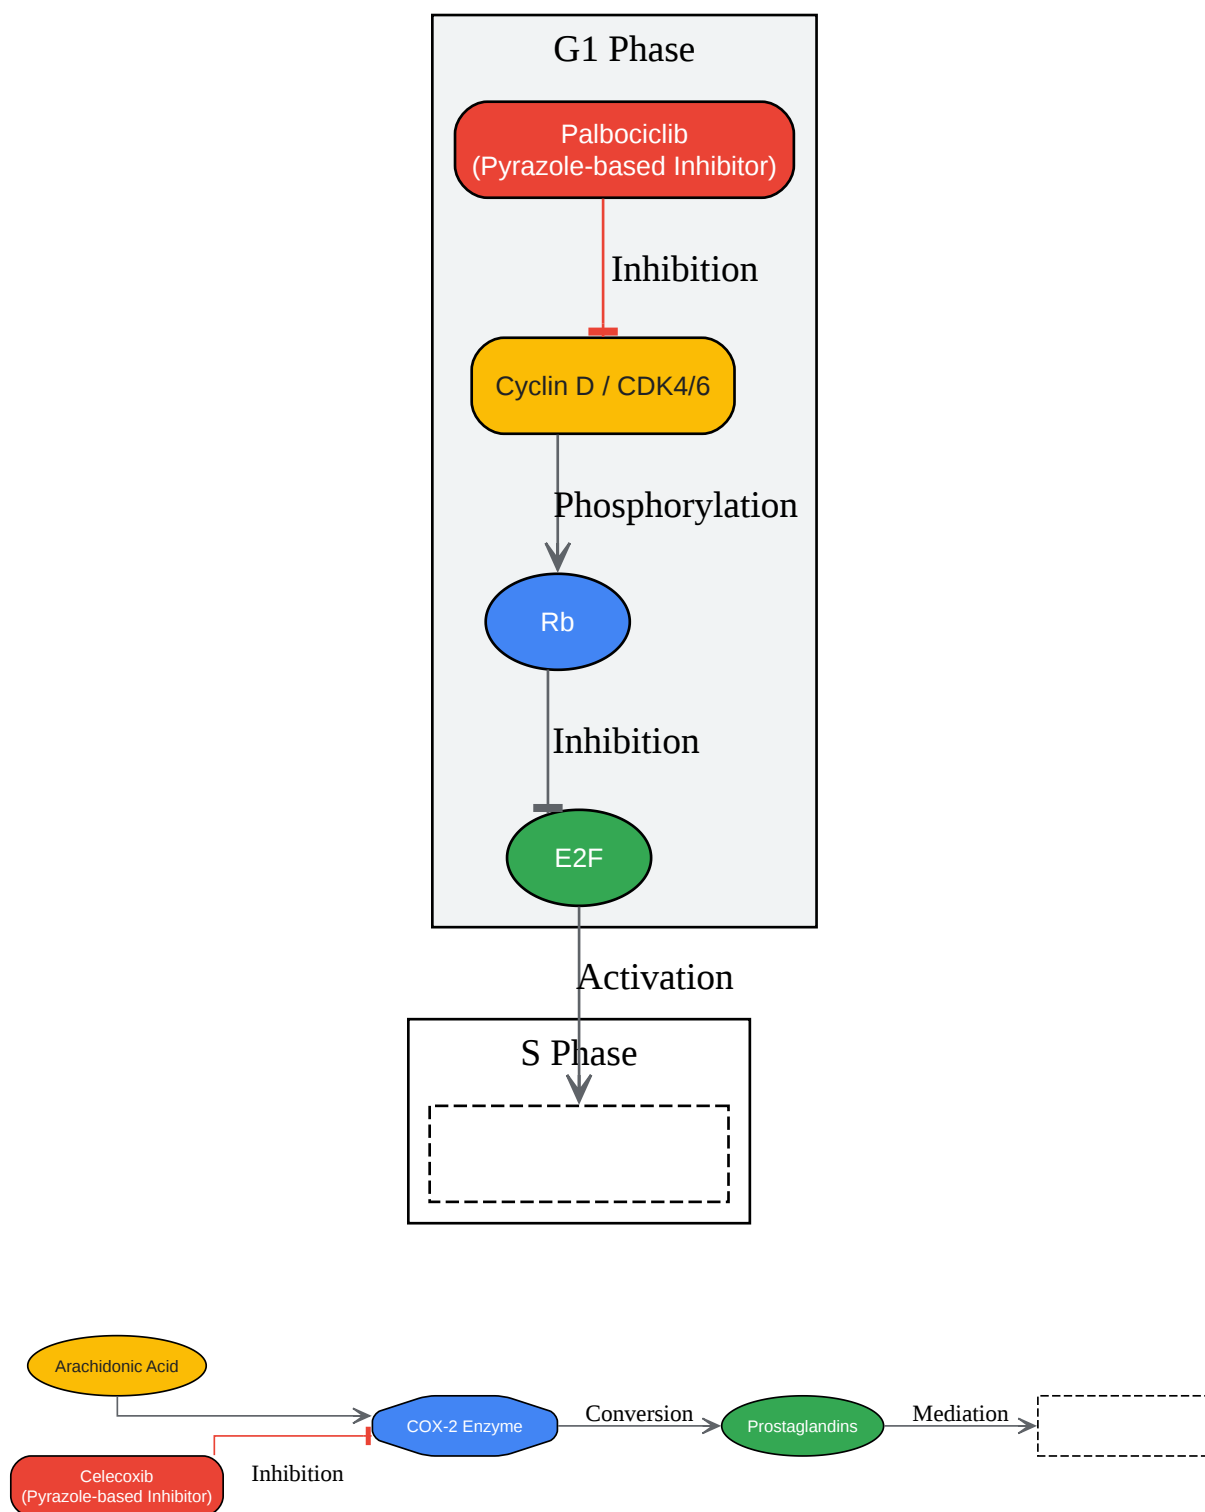 G1 Phase
Palbociclib
(Pyrazole-based Inhibitor)
Inhibition
Cyclin D / CDK4/6
Phosphorylation
Rb
Inhibition
E2F
Activation
S Phase
Arachidonic Acid
COX-2 Enzyme
Conversion
Prostaglandins
Mediation
Celecoxib
(Pyrazole-based Inhibitor)
Inhibition